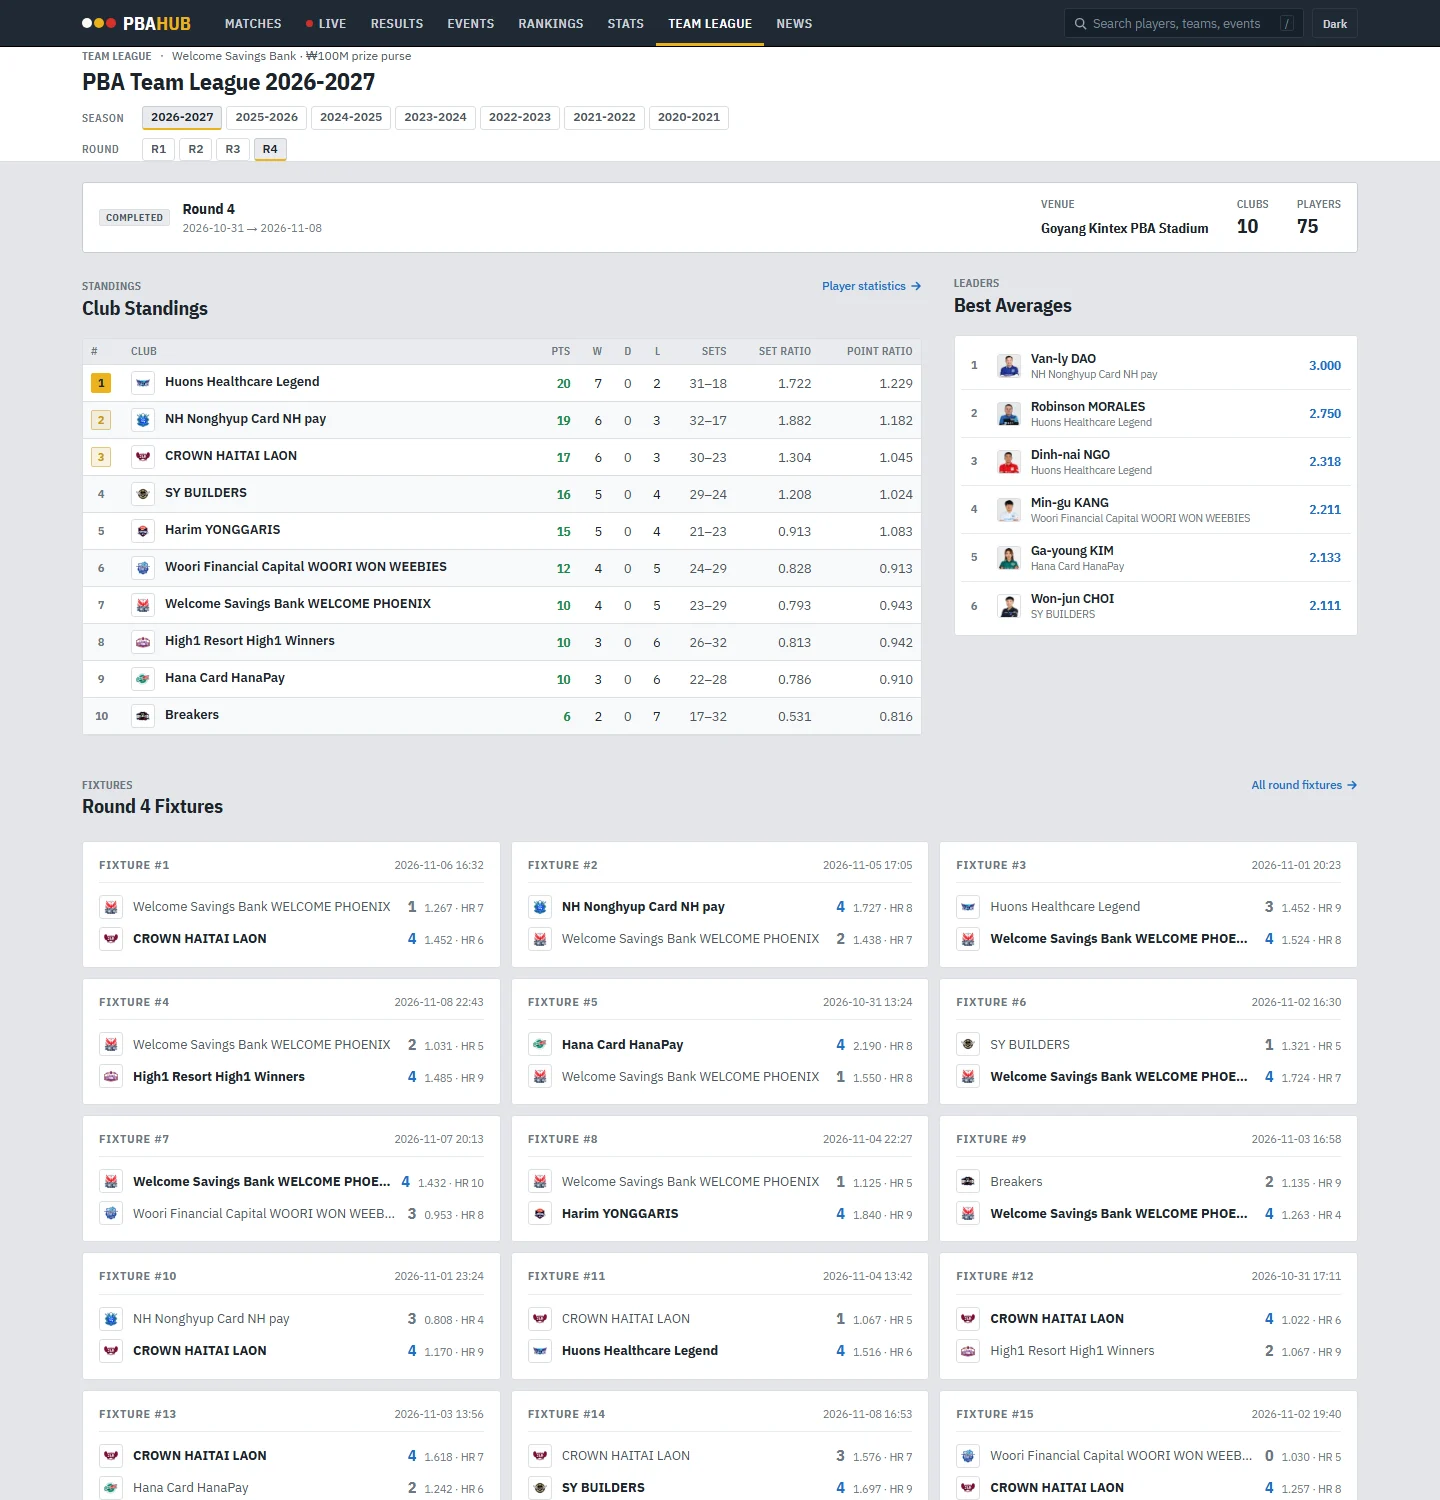 PBAHUB MATCHES LIVE RESULTS EVENTS RANKINGS STATS TEAM LEAGUE NEWS Search players, teams, events / Dark
TEAM LEAGUE · Welcome Savings Bank · ₩100M prize purse
PBA Team League 2026-2027
SEASON 2026-2027 2025-2026 2024-2025 2023-2024 2022-2023 2021-2022 2020-2021
ROUND R1 R2 R3 R4
COMPLETED
Round 4
2026-10-31 → 2026-11-08
VENUE
Goyang Kintex PBA Stadium
CLUBS
10
PLAYERS
75
STANDINGS
Club Standings
Player statistics →
# CLUB PTS W D L SETS SET RATIO POINT RATIO
1 Huons Healthcare Legend 20 7 0 2 31–18 1.722 1.229
2 NH Nonghyup Card NH pay 19 6 0 3 32–17 1.882 1.182
3 CROWN HAITAI LAON 17 6 0 3 30–23 1.304 1.045
4 SY BUILDERS 16 5 0 4 29–24 1.208 1.024
5 Harim YONGGARIS 15 5 0 4 21–23 0.913 1.083
6 Woori Financial Capital WOORI WON WEEBIES 12 4 0 5 24–29 0.828 0.913
7 Welcome Savings Bank WELCOME PHOENIX 10 4 0 5 23–29 0.793 0.943
8 High1 Resort High1 Winners 10 3 0 6 26–32 0.813 0.942
9 Hana Card HanaPay 10 3 0 6 22–28 0.786 0.910
10 Breakers 6 2 0 7 17–32 0.531 0.816
LEADERS
Best Averages
1 Van-ly DAO 3.000
NH Nonghyup Card NH pay
2 Robinson MORALES 2.750
Huons Healthcare Legend
3 Dinh-nai NGO 2.318
Huons Healthcare Legend
4 Min-gu KANG 2.211
Woori Financial Capital WOORI WON WEEBIES
5 Ga-young KIM 2.133
Hana Card HanaPay
6 Won-jun CHOI 2.111
SY BUILDERS
FIXTURES
Round 4 Fixtures
All round fixtures →
FIXTURE #1 2026-11-06 16:32
Welcome Savings Bank WELCOME PHOENIX 1 1.267 · HR 7
CROWN HAITAI LAON 4 1.452 · HR 6
FIXTURE #2 2026-11-05 17:05
NH Nonghyup Card NH pay 4 1.727 · HR 8
Welcome Savings Bank WELCOME PHOENIX 2 1.438 · HR 7
FIXTURE #3 2026-11-01 20:23
Huons Healthcare Legend 3 1.452 · HR 9
Welcome Savings Bank WELCOME PHOE... 4 1.524 · HR 8
FIXTURE #4 2026-11-08 22:43
Welcome Savings Bank WELCOME PHOENIX 2 1.031 · HR 5
High1 Resort High1 Winners 4 1.485 · HR 9
FIXTURE #5 2026-10-31 13:24
Hana Card HanaPay 4 2.190 · HR 8
Welcome Savings Bank WELCOME PHOENIX 1 1.550 · HR 8
FIXTURE #6 2026-11-02 16:30
SY BUILDERS 1 1.321 · HR 5
Welcome Savings Bank WELCOME PHOE... 4 1.724 · HR 7
FIXTURE #7 2026-11-07 20:13
Welcome Savings Bank WELCOME PHOE... 4 1.432 · HR 10
Woori Financial Capital WOORI WON WEEB... 3 0.953 · HR 8
FIXTURE #8 2026-11-04 22:27
Welcome Savings Bank WELCOME PHOENIX 1 1.125 · HR 5
Harim YONGGARIS 4 1.840 · HR 9
FIXTURE #9 2026-11-03 16:58
Breakers 2 1.135 · HR 9
Welcome Savings Bank WELCOME PHOE... 4 1.263 · HR 4
FIXTURE #10 2026-11-01 23:24
NH Nonghyup Card NH pay 3 0.808 · HR 4
CROWN HAITAI LAON 4 1.170 · HR 9
FIXTURE #11 2026-11-04 13:42
CROWN HAITAI LAON 1 1.067 · HR 5
Huons Healthcare Legend 4 1.516 · HR 6
FIXTURE #12 2026-10-31 17:11
CROWN HAITAI LAON 4 1.022 · HR 6
High1 Resort High1 Winners 2 1.067 · HR 9
FIXTURE #13 2026-11-03 13:56
CROWN HAITAI LAON 4 1.618 · HR 7
Hana Card HanaPay 2 1.242 · HR 6
FIXTURE #14 2026-11-08 16:53
CROWN HAITAI LAON 3 1.576 · HR 7
SY BUILDERS 4 1.697 · HR 9
FIXTURE #15 2026-11-02 19:40
Woori Financial Capital WOORI WON WEEB... 0 1.030 · HR 5
CROWN HAITAI LAON 4 1.257 · HR 8